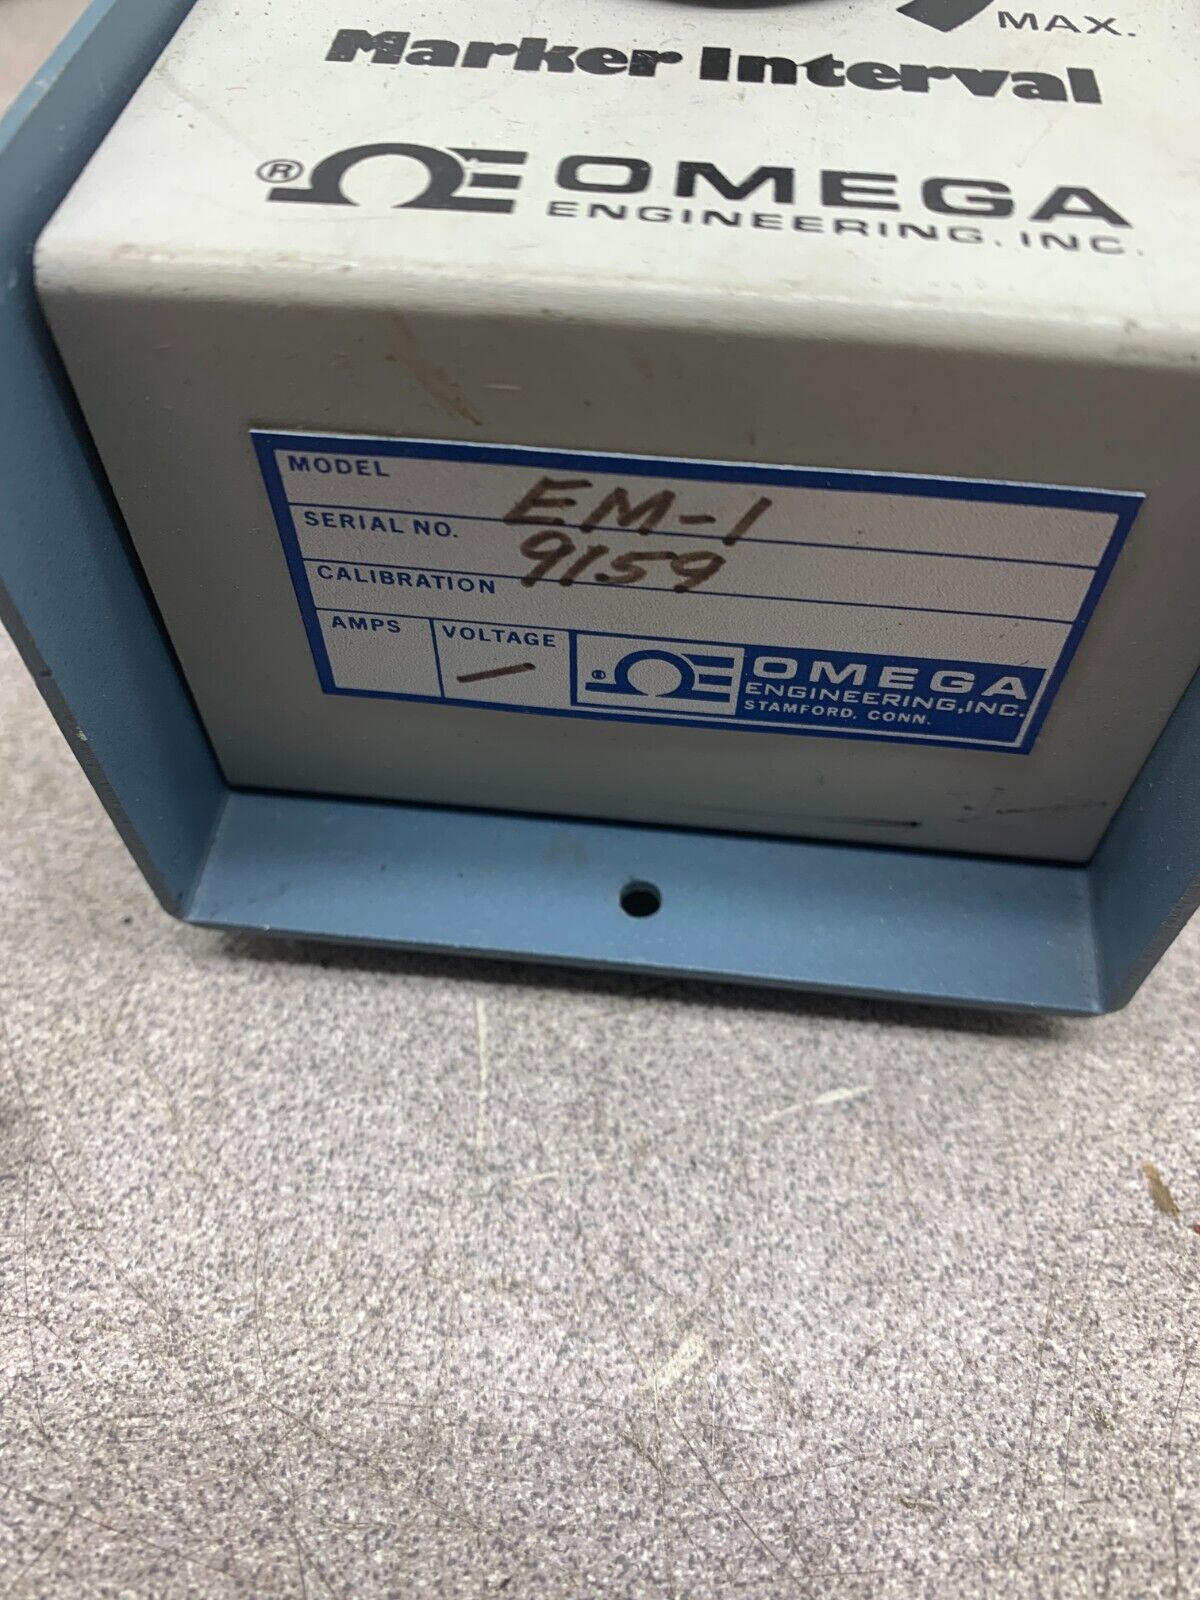 MAX.
Marker Interval
® OMEGA
ENGINEERING, INC.
MODEL EM-1
SERIAL NO. 9159
CALIBRATION
AMPS VOLTAGE —
® OMEGA
ENGINEERING, INC.
STAMFORD, CONN.